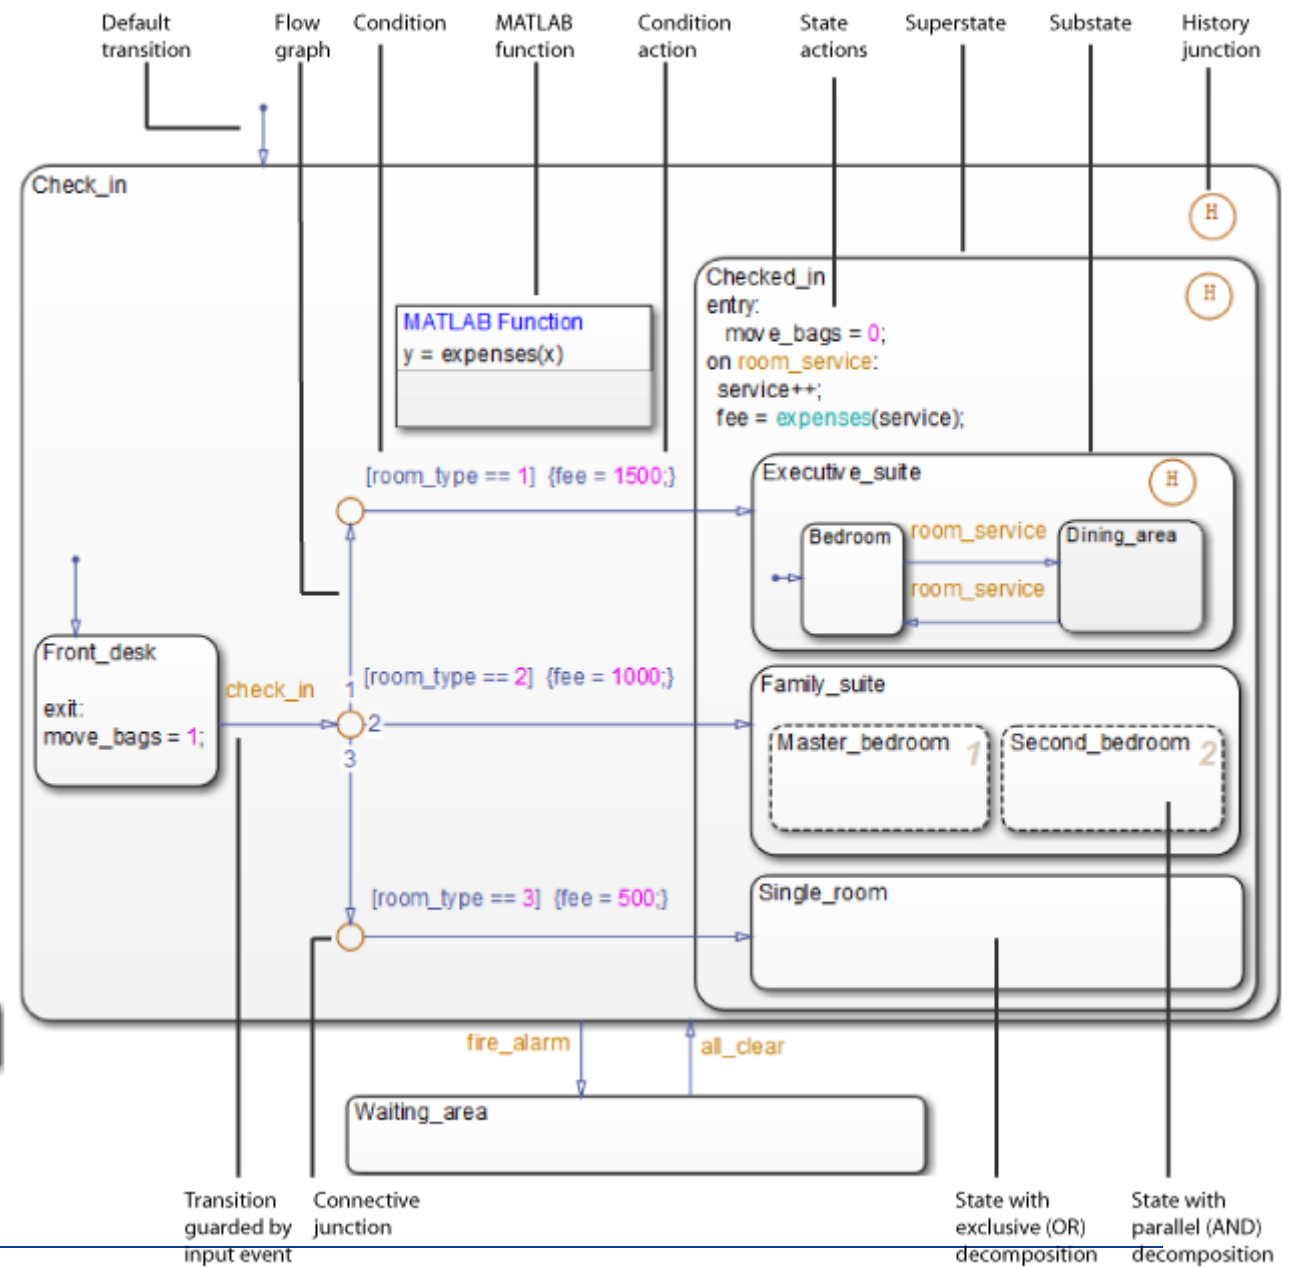 Default
transition
Flow
graph
Condition
MATLAB
function
Condition
action
State
actions
Superstate
Substate
History
junction
Check_in
H
Checked_in
entry:
move_bags = 0;
on room_service:
service++;
fee = expenses(service);
H
MATLAB Function
y = expenses(x)
[room_type == 1] {fee = 1500;}
Executive_suite
H
Bedroom
room_service
Dining_area
room_service
Front_desk
exit:
move_bags = 1;
check_in
1
2
3
[room_type == 2] {fee = 1000;}
Family_suite
Master_bedroom
1
Second_bedroom
2
[room_type == 3] {fee = 500;}
Single_room
fire_alarm
all_clear
Waiting_area
Transition
guarded by
input event
Connective
junction
State with
exclusive (OR)
decomposition
State with
parallel (AND)
decomposition